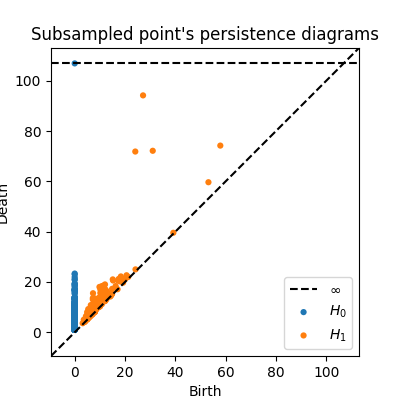 Subsampled point's persistence diagrams
100
80
60
40
20
0
Death
∞
H₀
H₁
0 20 40 60 80 100
Birth